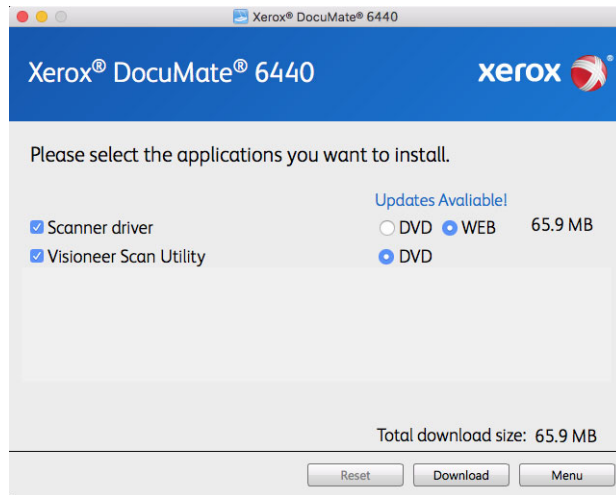 Xerox® DocuMate® 6440
Xerox® DocuMate® 6440
xerox®
Please select the applications you want to install.
Updates Avaliable!
Scanner driver DVD WEB 65.9 MB
Visioneer Scan Utility DVD
Total download size: 65.9 MB
Reset Download Menu